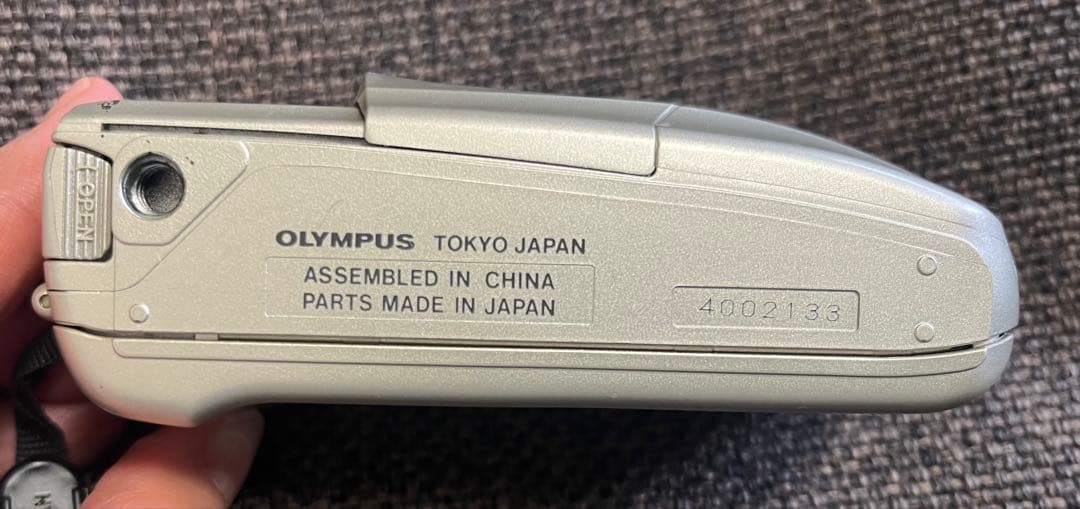 OPEN
OLYMPUS TOKYO JAPAN
ASSEMBLED IN CHINA
PARTS MADE IN JAPAN
4002133